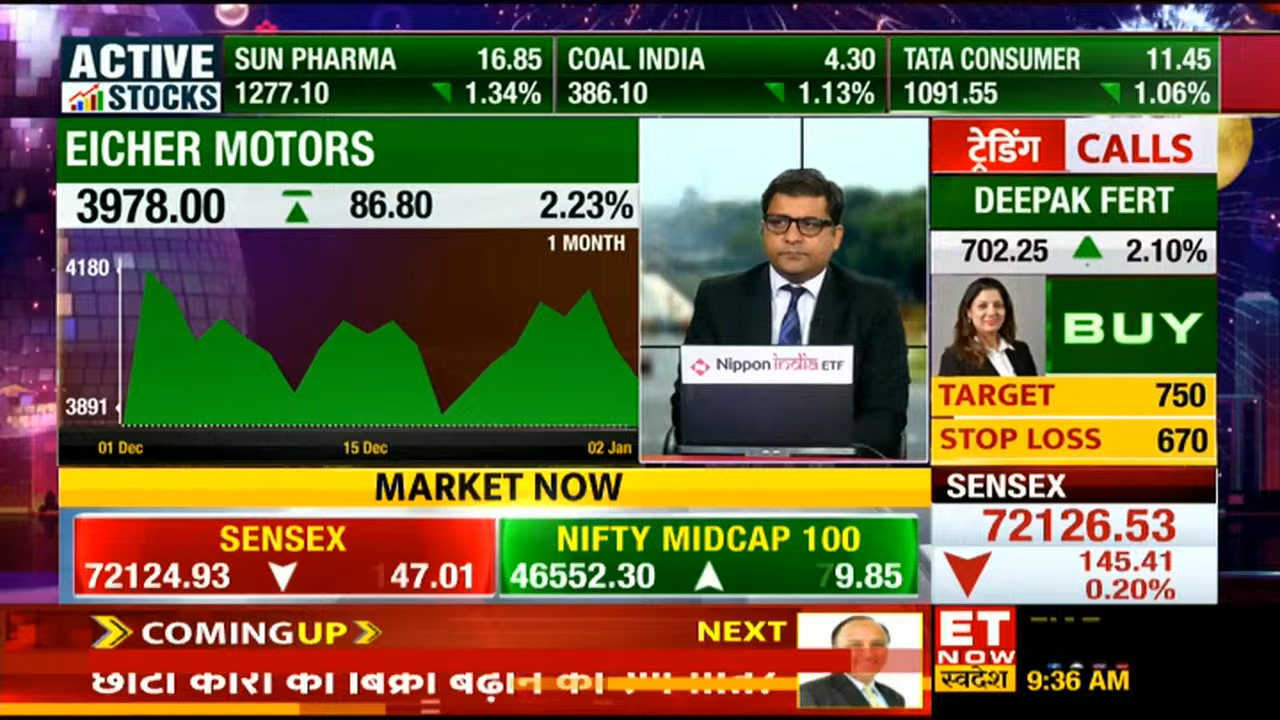 ACTIVE STOCKS
SUN PHARMA 16.85
1277.10 1.34%
COAL INDIA 4.30
386.10 1.13%
TATA CONSUMER 11.45
1091.55 1.06%
EICHER MOTORS
3978.00 86.80 2.23%
1 MONTH
4180
3891
01 Dec 15 Dec 02 Jan
Nippon india ETF
ट्रेडिंग CALLS
DEEPAK FERT
702.25 2.10%
BUY
TARGET 750
STOP LOSS 670
MARKET NOW
SENSEX
72124.93 47.01
NIFTY MIDCAP 100
46552.30 9.85
SENSEX
72126.53
145.41
0.20%
COMING UP NEXT
ET
NOW
स्वदेश
9:36 AM